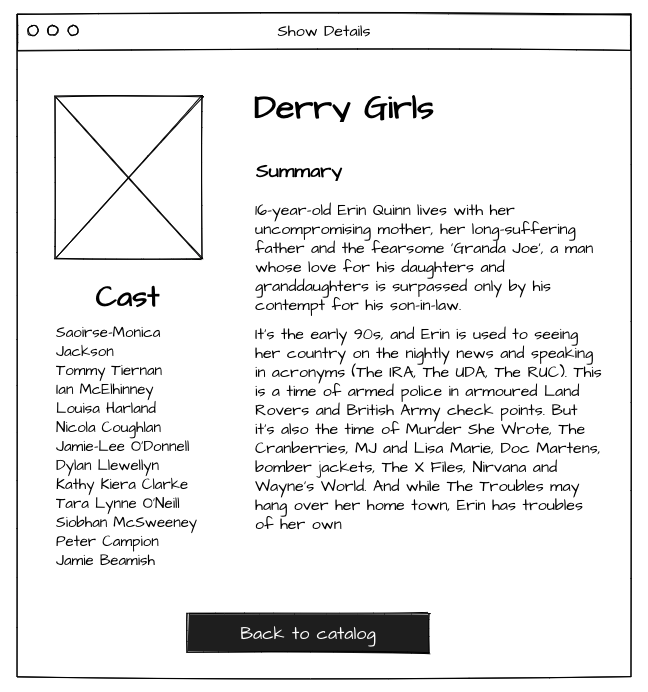 Show Details
Derry Girls
Summary
16-year-old Erin Quinn lives with her
uncompromising mother, her long-suffering
father and the fearsome 'Granda Joe', a man
whose love for his daughters and
granddaughters is surpassed only by his
contempt for his son-in-law.
It's the early 90s, and Erin is used to seeing
her country on the nightly news and speaking
in acronyms (The IRA, The UDA, The RUC). This
is a time of armed police in armoured Land
Rovers and British Army check points. But
it's also the time of Murder She Wrote, The
Cranberries, MJ and Lisa Marie, Doc Martens,
bomber jackets, The X Files, Nirvana and
Wayne's World. And while The Troubles may
hang over her home town, Erin has troubles
of her own
Cast
Saoirse-Monica
Jackson
Tommy Tiernan
Ian McElhinney
Louisa Harland
Nicola Coughlan
Jamie-Lee O'Donnell
Dylan Llewellyn
Kathy Kiera Clarke
Tara Lynne O'Neill
Siobhan McSweeney
Peter Campion
Jamie Beamish
Back to catalog